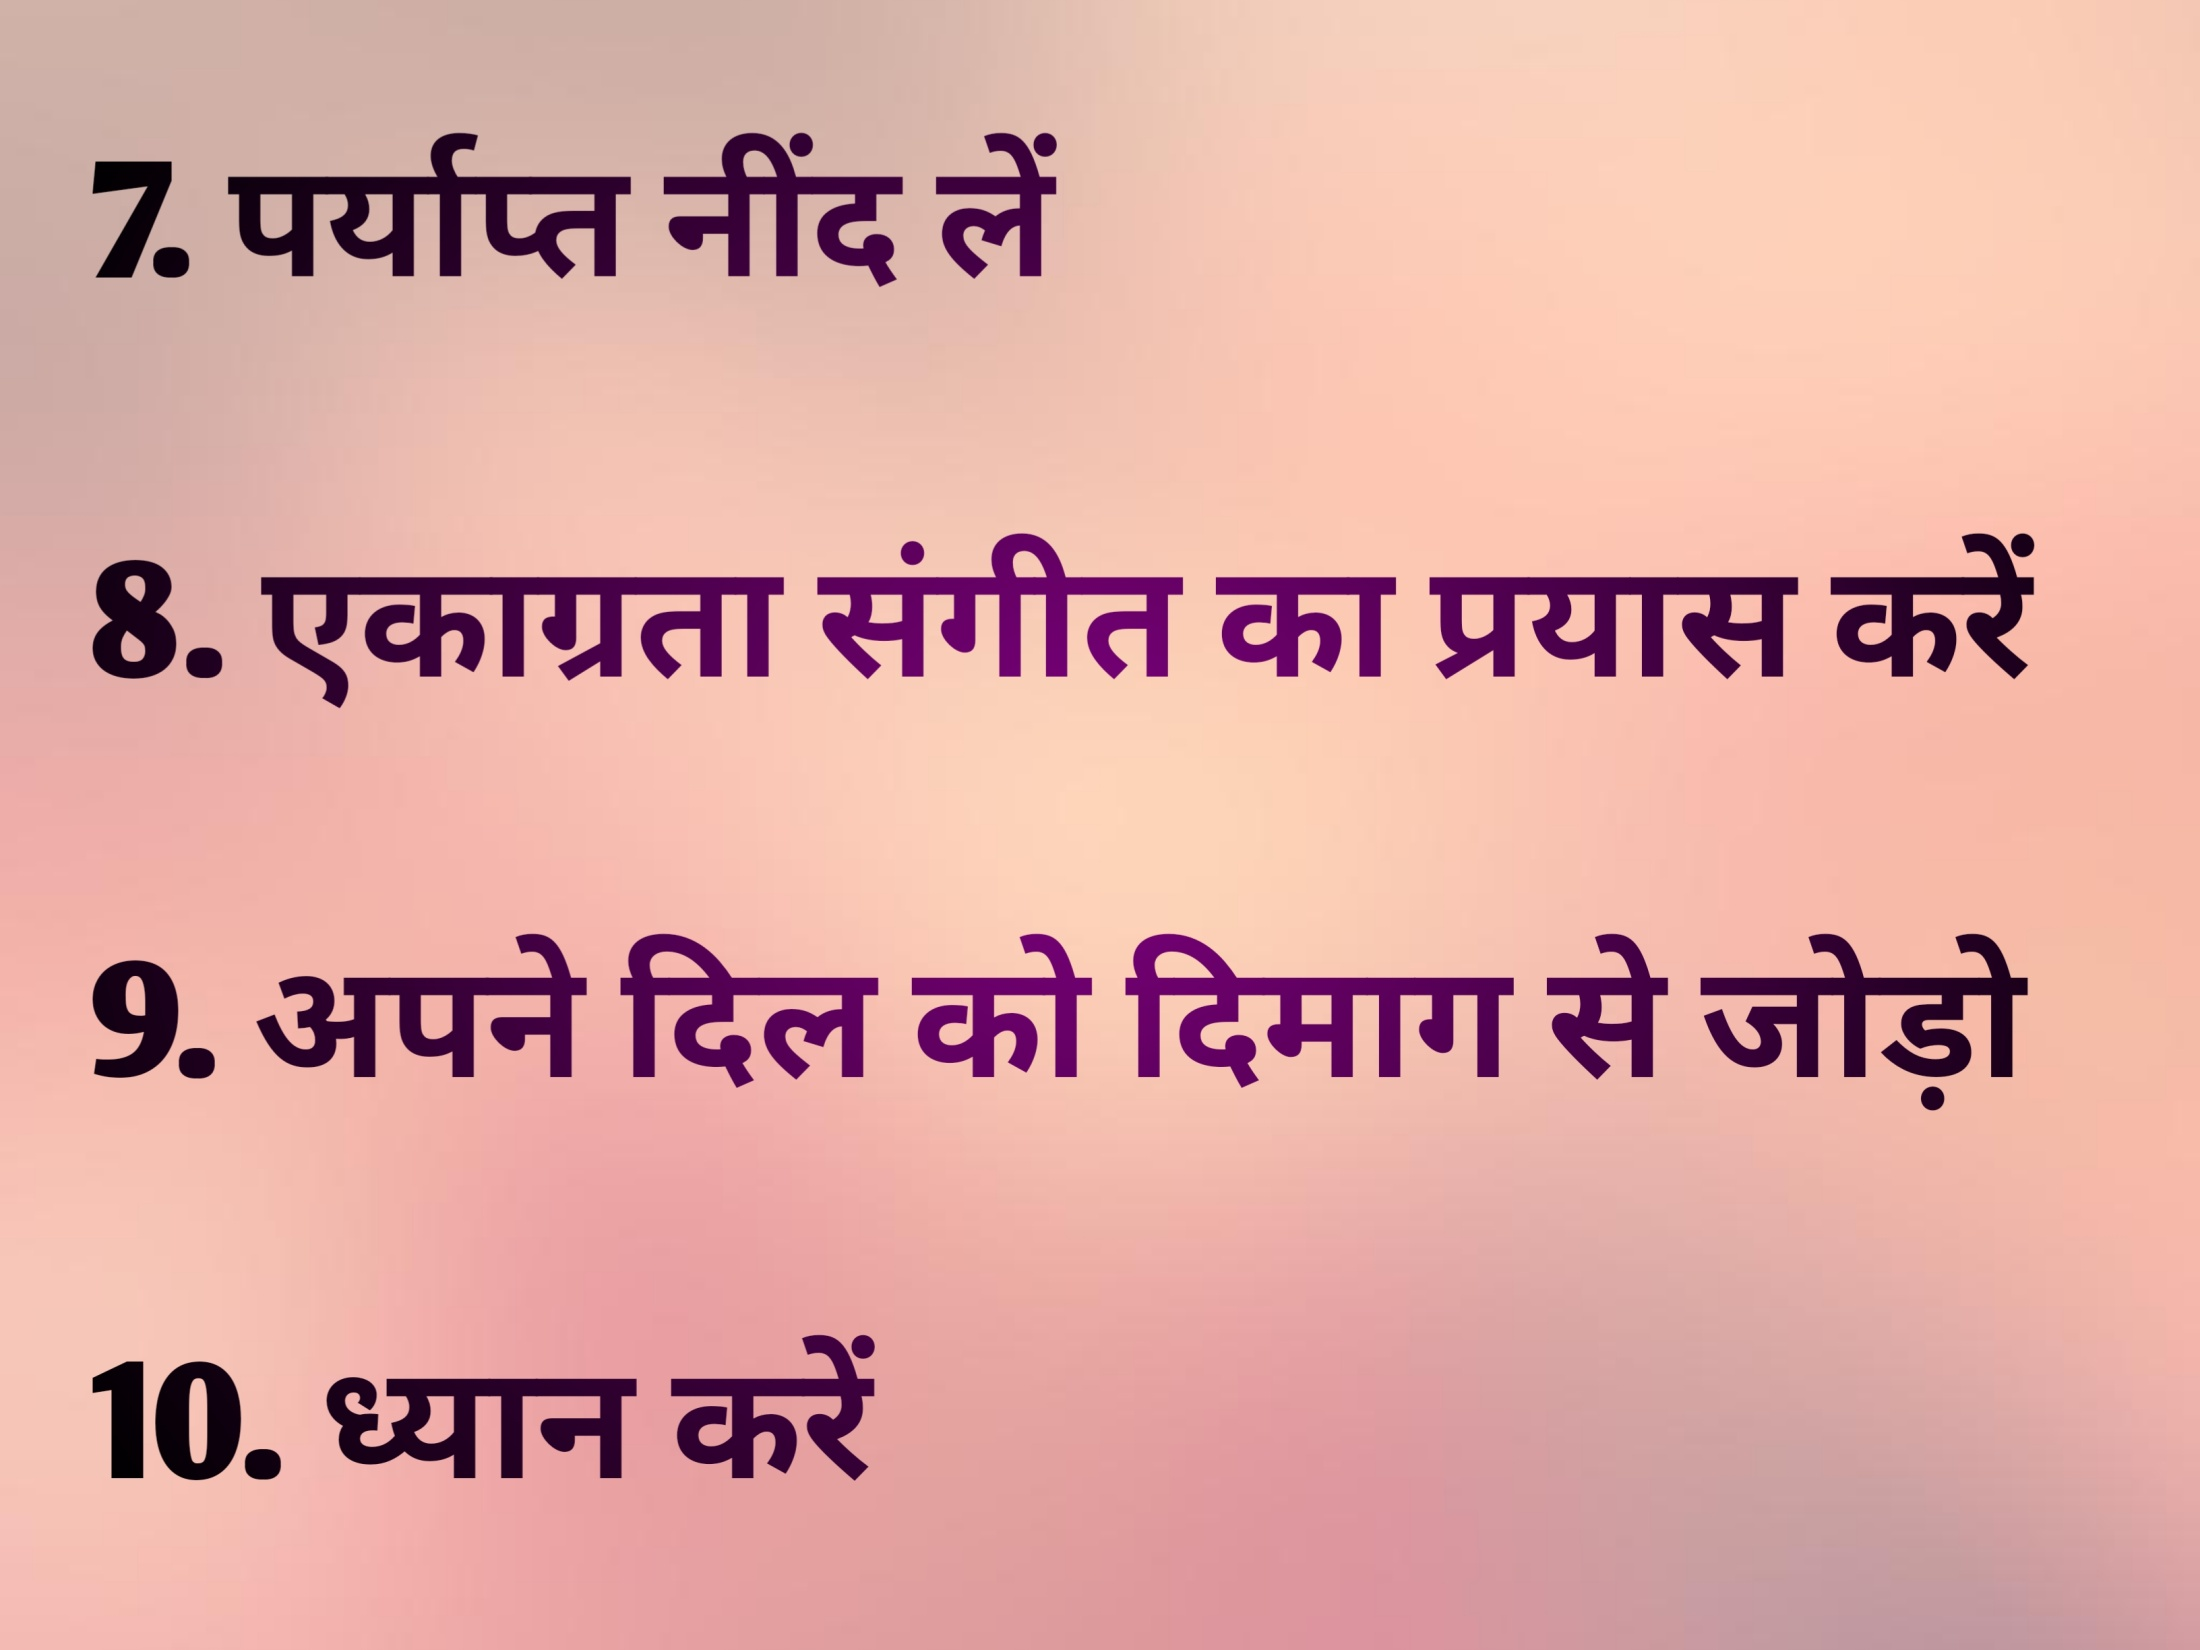 7. पर्याप्त नींद लें
8. एकाग्रता संगीत का प्रयास करें
9. अपने दिल को दिमाग से जोड़ो
10. ध्यान करें